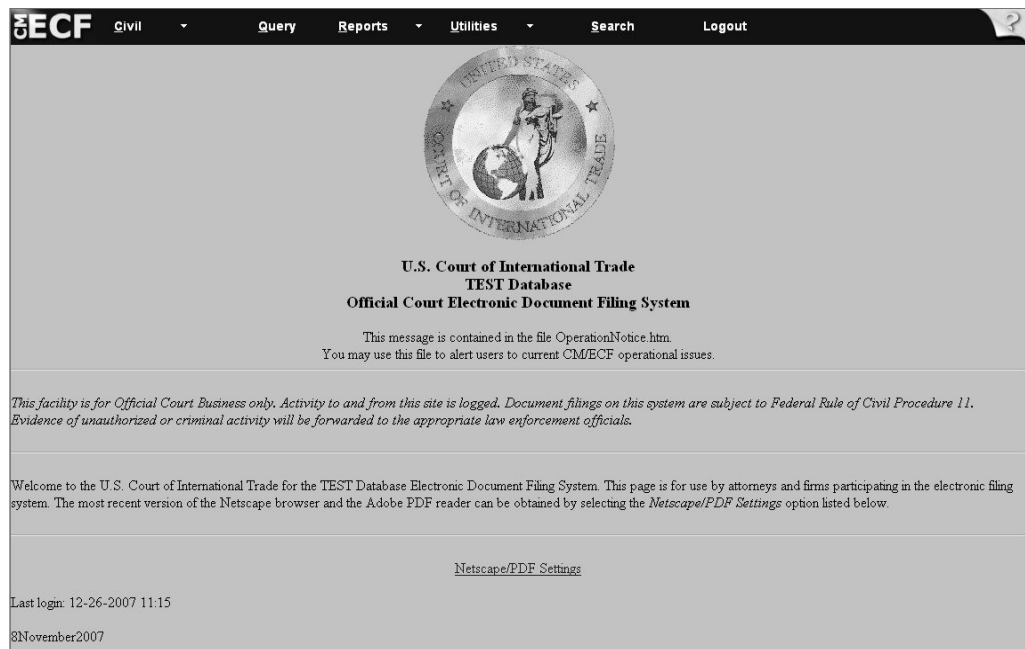 CM ECF Civil Query Reports Utilities Search Logout ?
UNITED STATES
COURT OF INTERNATIONAL TRADE
U.S. Court of International Trade
TEST Database
Official Court Electronic Document Filing System
This message is contained in the file OperationNotice.htm.
You may use this file to alert users to current CM/ECF operational issues.
This facility is for Official Court Business only. Activity to and from this site is logged. Document filings on this system are subject to Federal Rule of Civil Procedure 11.
Evidence of unauthorized or criminal activity will be forwarded to the appropriate law enforcement officials.
Welcome to the U.S. Court of International Trade for the TEST Database Electronic Document Filing System. This page is for use by attorneys and firms participating in the electronic filing
system. The most recent version of the Netscape browser and the Adobe PDF reader can be obtained by selecting the Netscape/PDF Settings option listed below.
Netscape/PDF Settings
Last login: 12-26-2007 11:15
8November2007